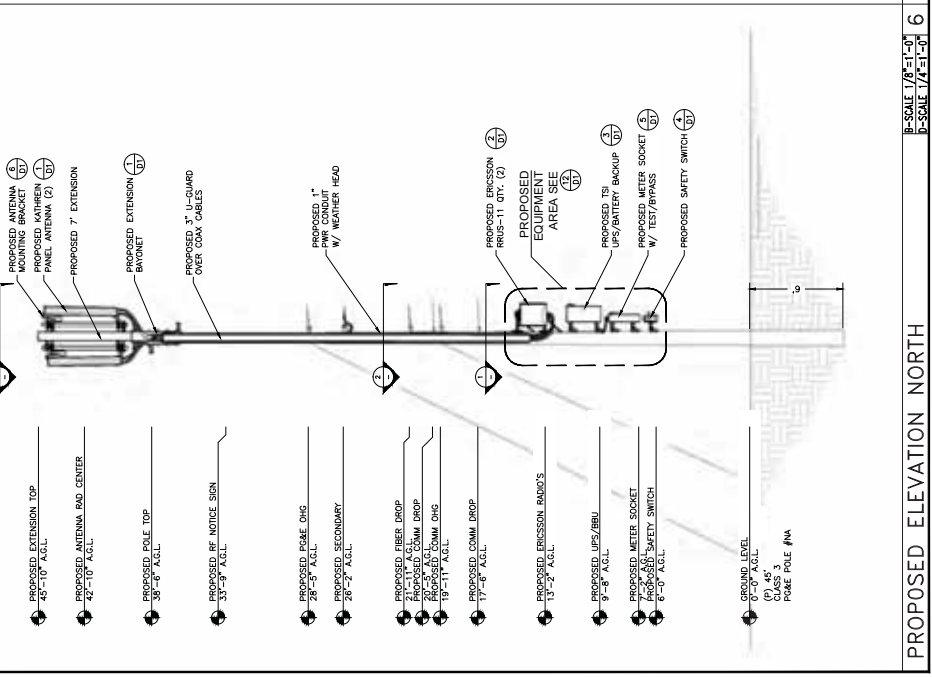 PROPOSED ANTENNA
MOUNTING BRACKET
6
D1
PROPOSED KATHREIN
PANEL ANTENNA (2)
1
D1
PROPOSED 7' EXTENSION
PROPOSED EXTENSION
BAYONET
1
D1
PROPOSED 3" U-GUARD
OVER COAX CABLES
PROPOSED 1"
PWR CONDUIT
W/ WEATHER HEAD
PROPOSED ERICSSON
RRUS-11 QTY. (2)
2
D1
PROPOSED
EQUIPMENT
AREA SEE
12
D1
PROPOSED TSI
UPS/BATTERY BACKUP
3
D1
PROPOSED METER SOCKET
W/ TEST/BYPASS
5
D1
PROPOSED SAFETY SWITCH
4
D1
2
-
1
-
6'
PROPOSED EXTENSION TOP
45'-10" A.G.L.
PROPOSED ANTENNA RAD CENTER
42'-10" A.G.L.
PROPOSED POLE TOP
38'-6" A.G.L.
PROPOSED RF NOTICE SIGN
33'-9" A.G.L.
PROPOSED PG&E OHG
28'-5" A.G.L.
PROPOSED SECONDARY
26'-2" A.G.L.
PROPOSED FIBER DROP
21'-11" A.G.L.
PROPOSED COMM DROP
20'-5" A.G.L.
PROPOSED COMM OHG
19'-11" A.G.L.
PROPOSED COMM DROP
17'-6" A.G.L.
PROPOSED ERICSSON RADIO'S
13'-2" A.G.L.
PROPOSED UPS/BBU
9'-8" A.G.L.
PROPOSED METER SOCKET
7'-2" A.G.L.
PROPOSED SAFETY SWITCH
6'-0" A.G.L.
GROUND LEVEL
0'-0" A.G.L.
(P) 45'
CLASS 3
PG&E POLE #NA
PROPOSED ELEVATION NORTH
B-SCALE 1/8"=1'-0"
D-SCALE 1/4"=1'-0"
6